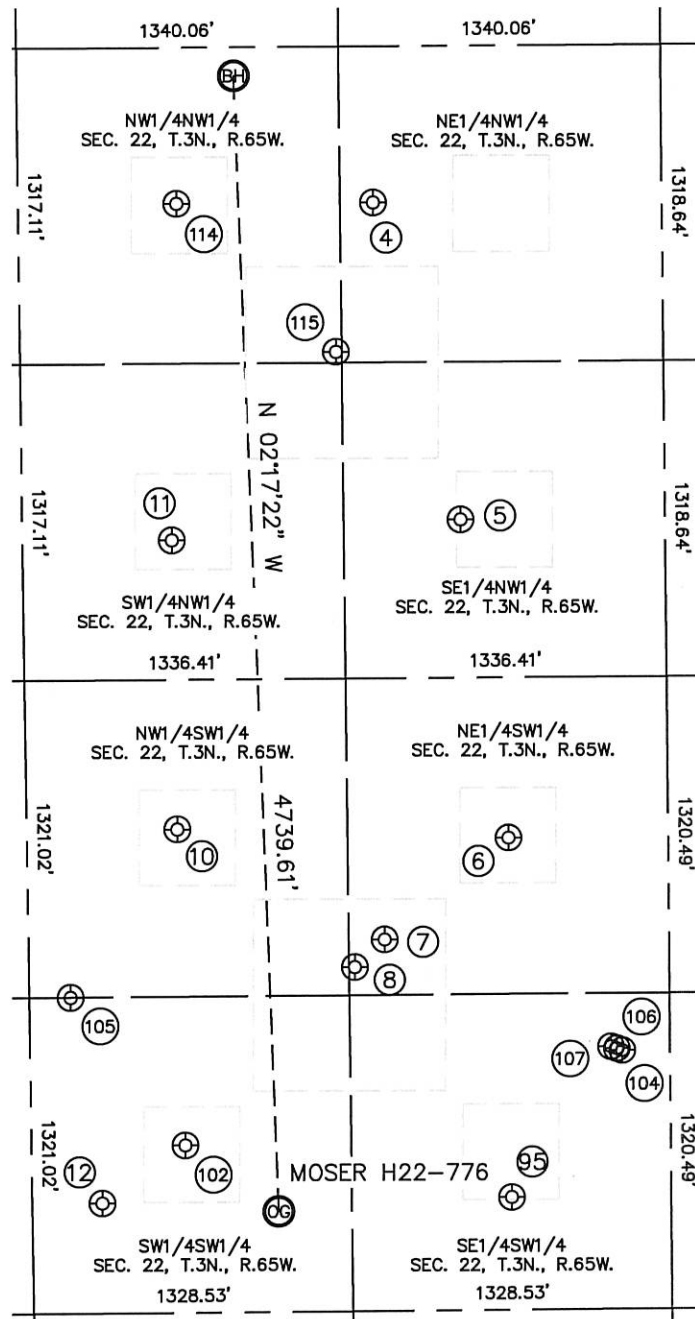 1340.06' 1340.06'
BH
NW1/4NW1/4
SEC. 22, T.3N., R.65W.
NE1/4NW1/4
SEC. 22, T.3N., R.65W.
1317.11'
1318.64'
114
4
115
N 02°17'22" W
11
5
1317.11'
1318.64'
SW1/4NW1/4
SEC. 22, T.3N., R.65W.
SE1/4NW1/4
SEC. 22, T.3N., R.65W.
1336.41' 1336.41'
NW1/4SW1/4
SEC. 22, T.3N., R.65W.
NE1/4SW1/4
SEC. 22, T.3N., R.65W.
1321.02'
4739.61'
1320.49'
10
6
7
8
105
106
107
104
1321.02'
12
102
MOSER H22-776
95
1320.49'
OG
SW1/4SW1/4
SEC. 22, T.3N., R.65W.
SE1/4SW1/4
SEC. 22, T.3N., R.65W.
1328.53' 1328.53'